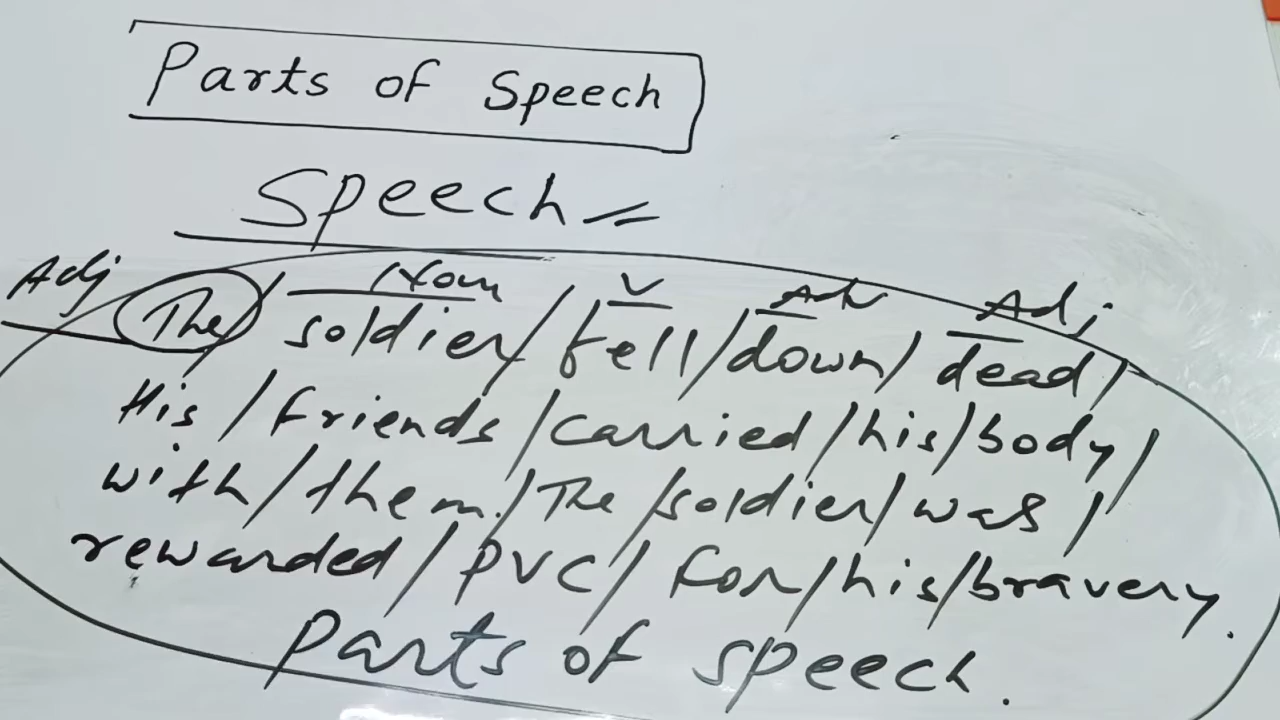 Parts of Speech
Speech =
Adj Noun V Adv Adj
The / soldier / fell / down / dead /
His / friends / carried / his / body /
with / them. / The / soldier / was /
rewarded / PVC / for / his / bravery.
Parts of speech.